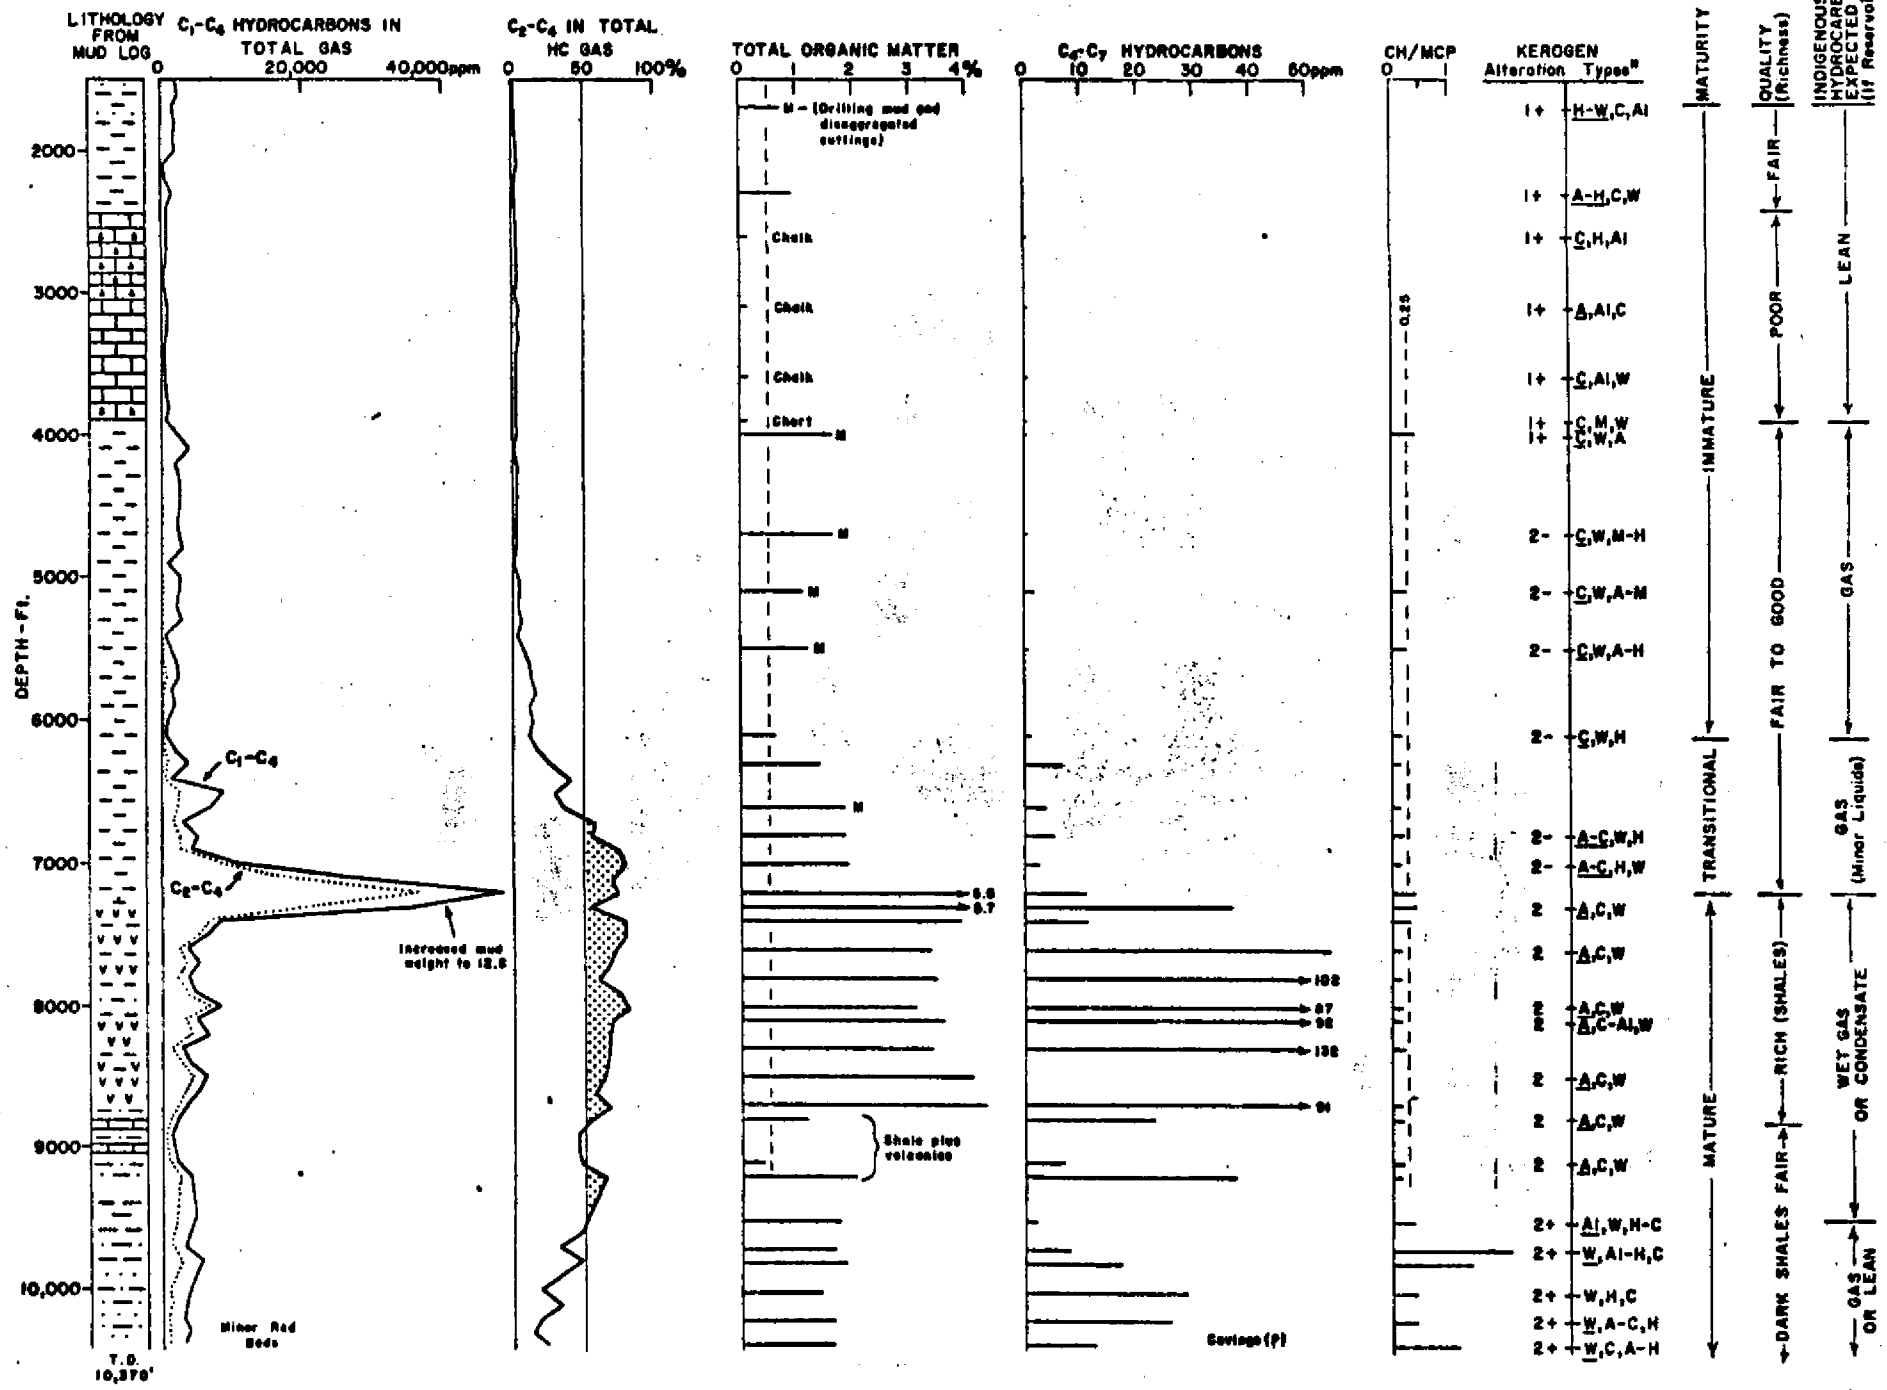 LITHOLOGY
FROM
MUD LOG
C₁-C₄ HYDROCARBONS IN
TOTAL GAS
0 20,000 40,000ppm
C₂-C₄ IN TOTAL
HC GAS
0 50 100%
TOTAL ORGANIC MATTER
0 1 2 3 4%
C₄-C₇ HYDROCARBONS
0 10 30 60ppm
CH/MCP
0 1
KEROGEN
Alteration Types"
MATURITY
QUALITY
(Richness)
INDIGENOUS
EXPECTED
DEPTH-Ft.
2000
3000
4000
5000
6000
7000
8000
9000
10,000
T.D.
10,370'
C₁-C₄
C₂-C₄
Increased mud
weight to 12.5
Minor Red
Beds
M-(Drilling mud and
disaggregated
cuttings)
Chalk
Chalk
Chalk
Chert
M
M
M
M
M
Shale plus
volcanics
102
87
92
132
91
Cavings(?)
0.25
1+ H-W,C,Al
1+ A-H,C,W
1+ C,H,Al
1+ A,Al,C
1+ C,Al,W
1+ C,M,W
1+ C,W,A
2- C,W,M-H
2- C,W,A-M
2- C,W,A-H
2- C,W,H
2- A-C,W,H
2- A-C,H,W
2 A,C,W
2 A,C,W
2 A,C,W
2 A,C-Al,W
2 A,C,W
2 A,C,W
2 A,C,W
2+ Al,W,H-C
2+ W,Al-H,C
2+ W,H,C
2+ W,A-C,H
2+ W,C,A-H
IMMATURE
TRANSITIONAL
MATURE
FAIR
POOR
FAIR TO GOOD
RICH (SHALES)
DARK SHALES FAIR
LEAN
GAS
GAS
(Minor Liquids)
WET GAS
OR CONDENSATE
GAS
OR LEAN